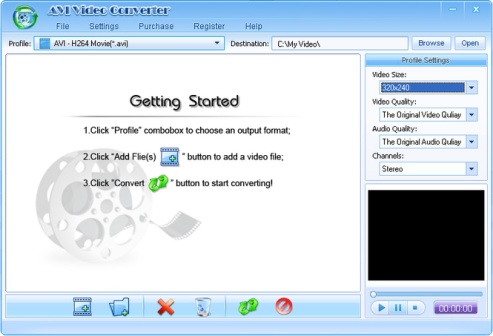 AVI Video Converter
File Settings Purchase Register Help
Profile: AVI - H264 Movie(*.avi) Destination: C:\My Video\ Browse Open
Profile Settings
Video Size:
320x240
Video Quality:
The Original Video Quliay
Audio Quality:
The Original Audio Quliay
Channels:
Stereo
Getting Started
1.Click "Profile" combobox to choose an output format;
2.Click "Add Flie(s) " button to add a video file;
3.Click "Convert " button to start converting!
00:00:00